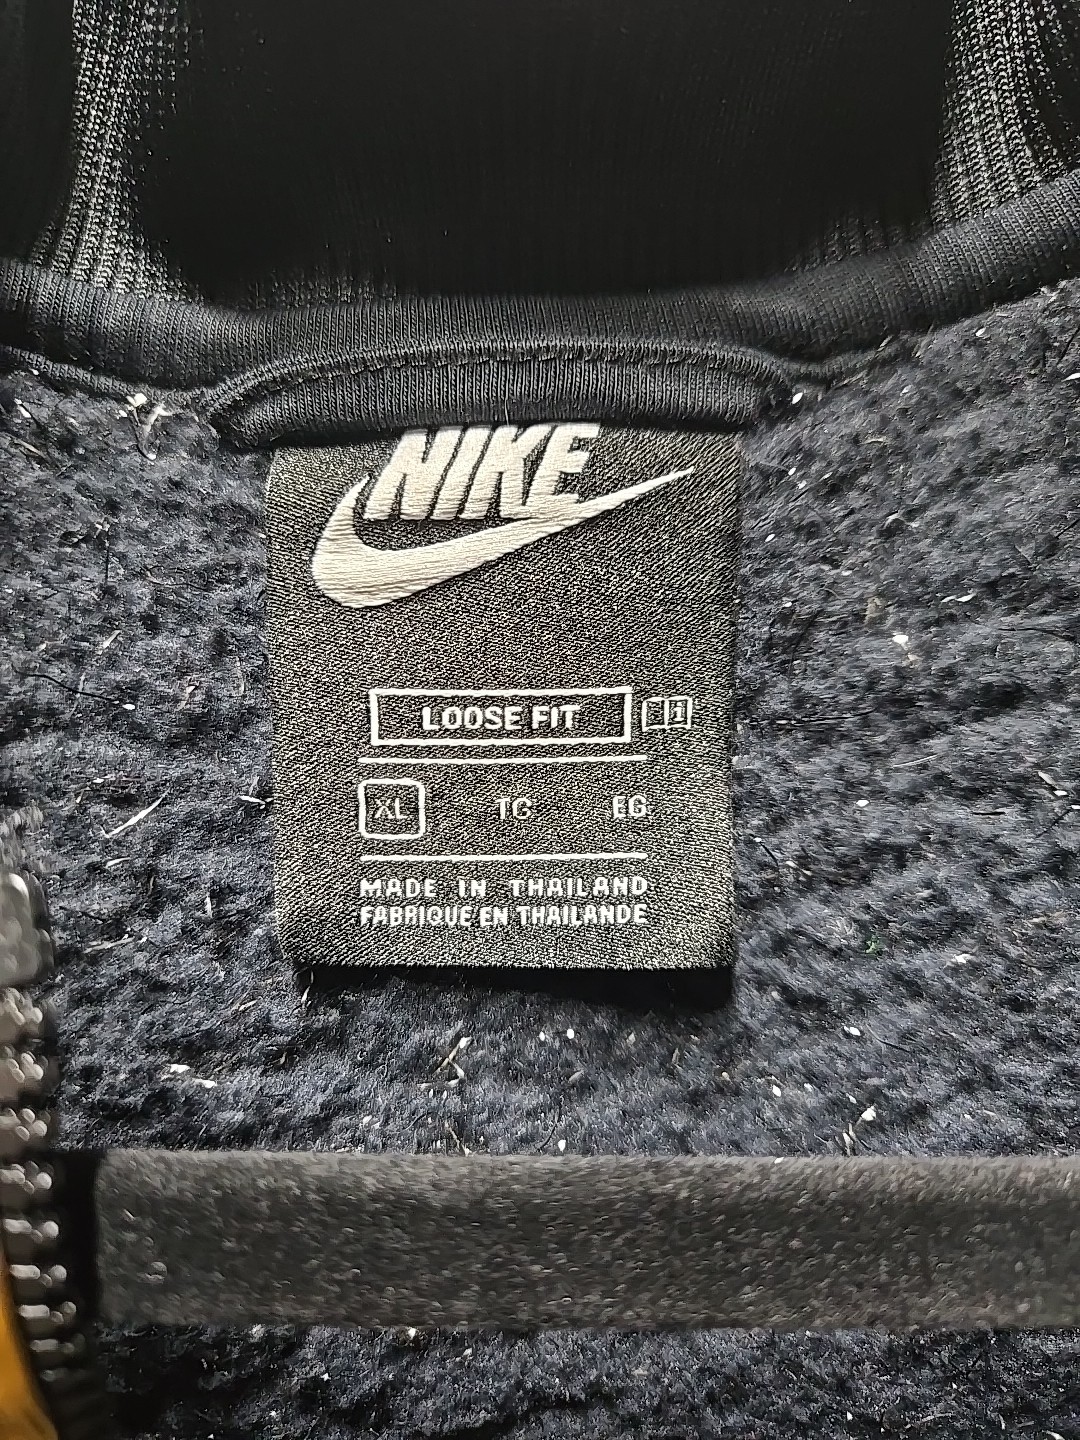 NIKE
LOOSE FIT
XL TG EG
MADE IN THAILAND
FABRIQUE EN THAILANDE